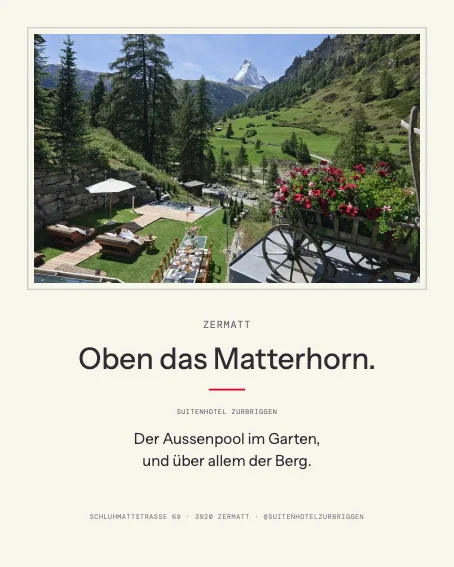 ZERMATT
Oben das Matterhorn.
SUITENHOTEL ZURBRIGGEN
Der Aussenpool im Garten,
und über allem der Berg.
SCHLUHMATTSTRASSE 68 · 3920 ZERMATT · @SUITENHOTELZURBRIGGEN